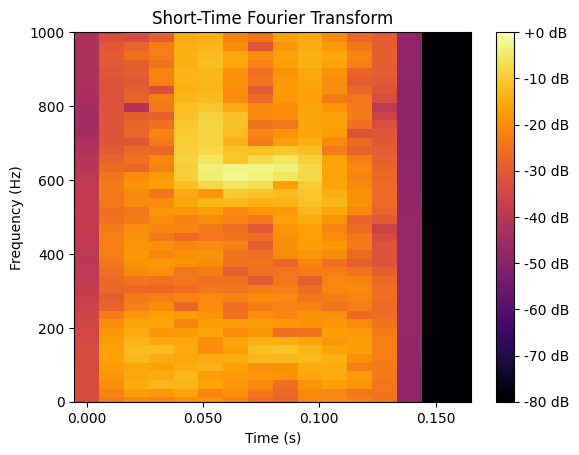 Short-Time Fourier Transform
1000
800
600
400
200
0
Frequency (Hz)
0.000
0.050
0.100
0.150
Time (s)
+0 dB
-10 dB
-20 dB
-30 dB
-40 dB
-50 dB
-60 dB
-70 dB
-80 dB